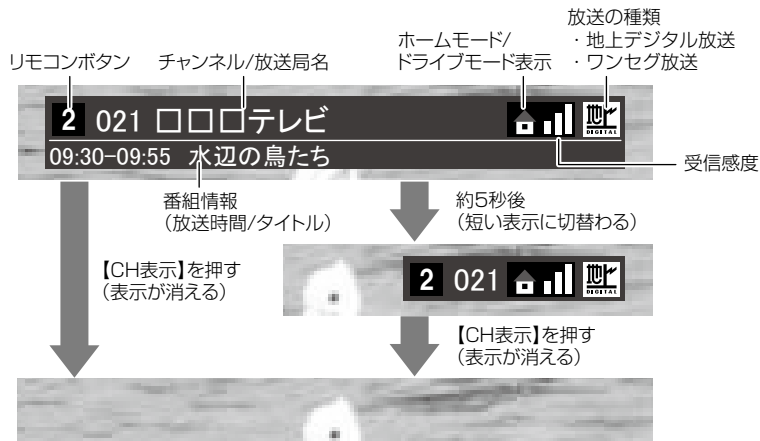 放送の種類
・地上デジタル放送
・ワンセグ放送
ホームモード/
ドライブモード表示
リモコンボタン
チャンネル/放送局名
2 021 □□□テレビ
地上 DIGITAL
09:30-09:55 水辺の鳥たち
受信感度
番組情報
(放送時間/タイトル)
約5秒後
(短い表示に切替わる)
【CH表示】を押す
(表示が消える)
2 021
地上 DIGITAL
【CH表示】を押す
(表示が消える)